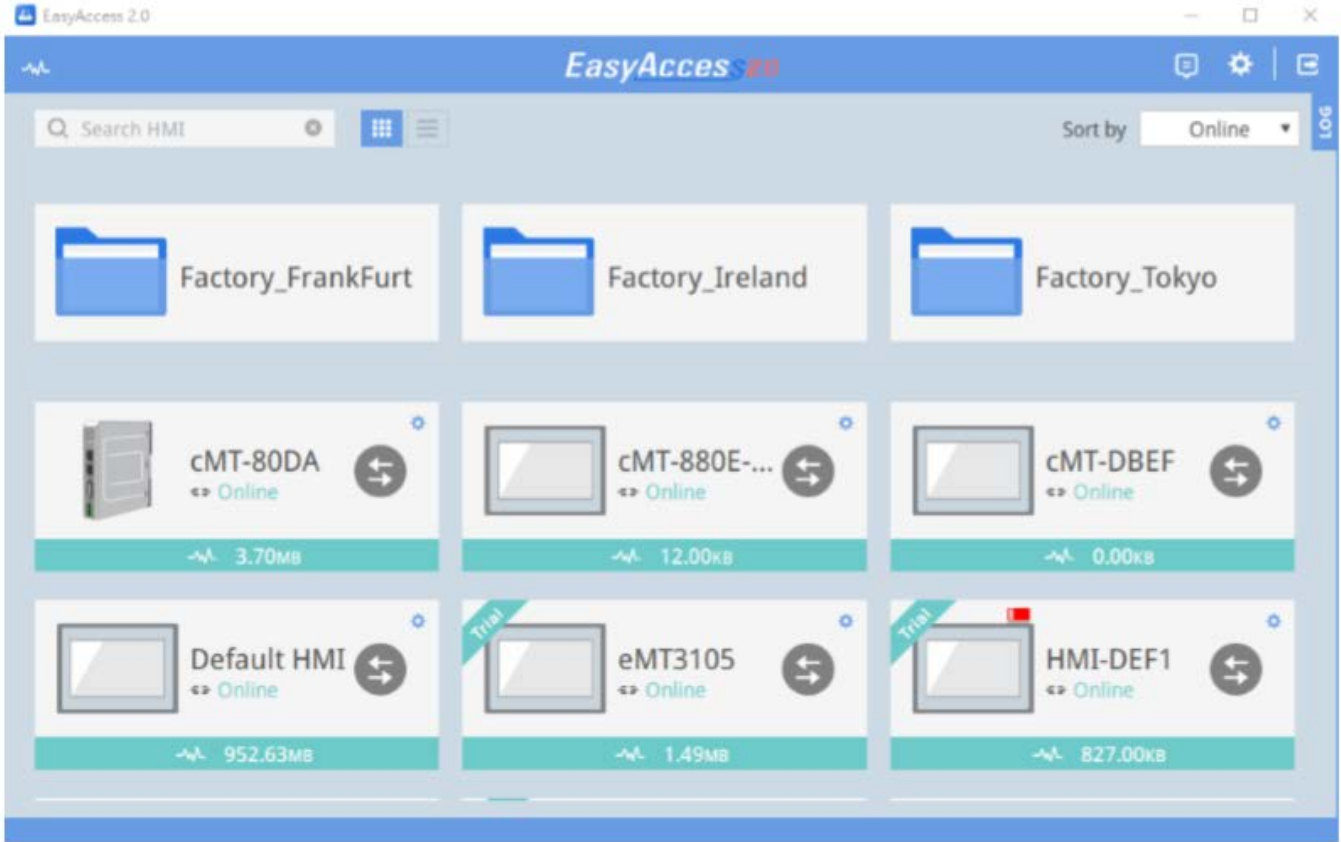 EasyAccess 2.0
EasyAccess 2.0
Search HMI
Sort by Online
LOG
Factory_FrankFurt
Factory_Ireland
Factory_Tokyo
cMT-80DA
Online
3.70MB
cMT-880E-...
Online
12.00KB
cMT-DBEF
Online
0.00KB
Default HMI
Online
952.63MB
Trial
eMT3105
Online
1.49MB
Trial
HMI-DEF1
Online
827.00KB